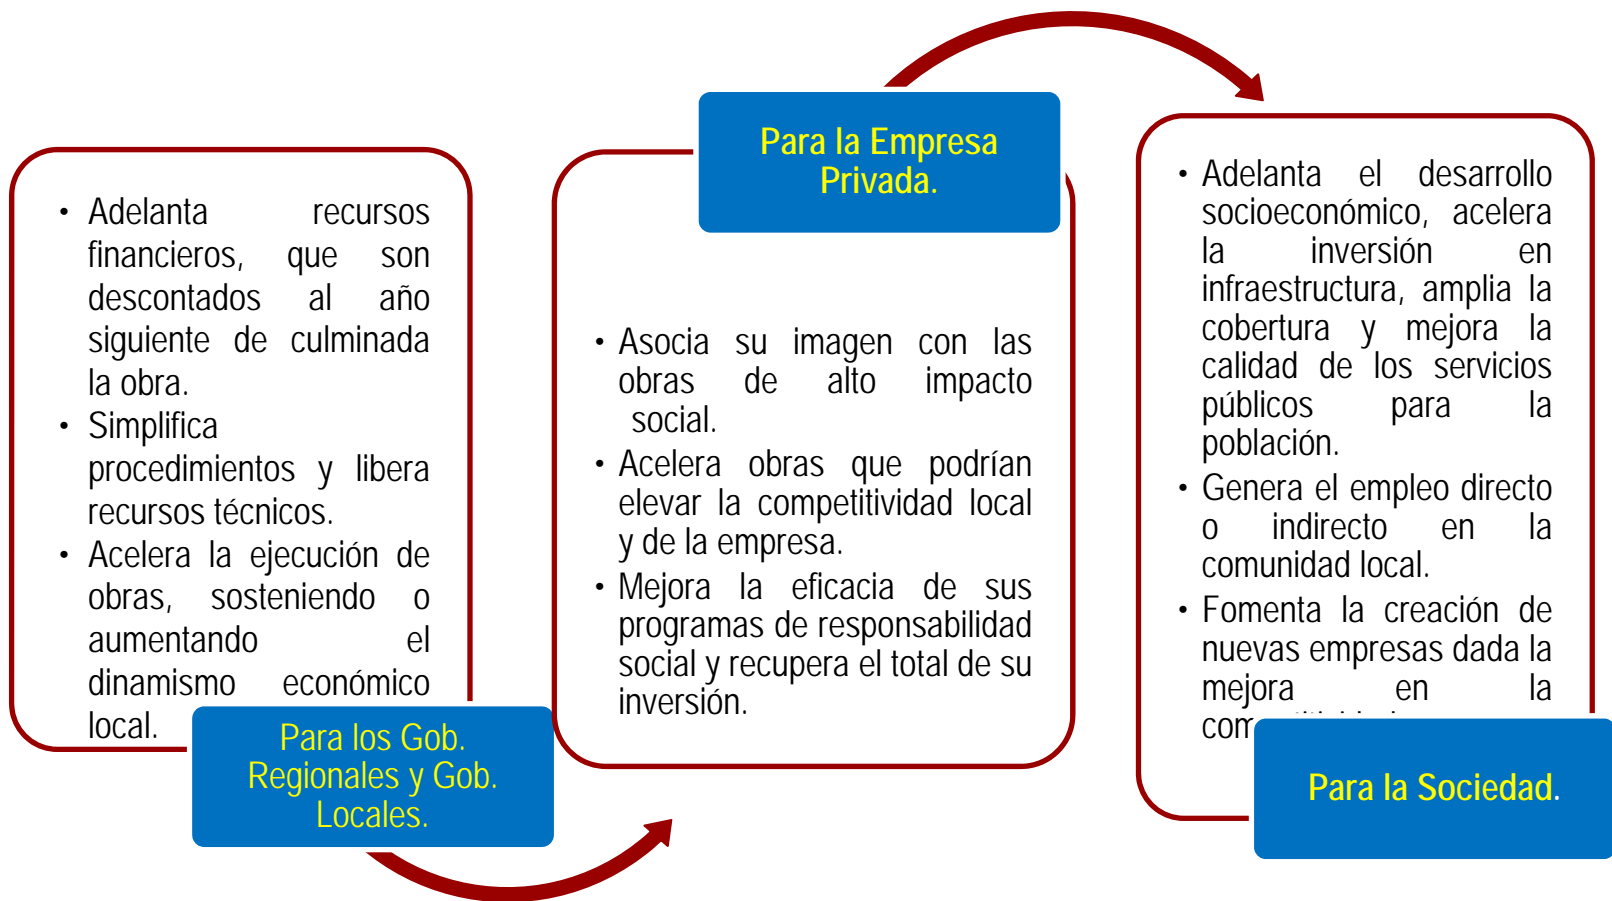 • Adelanta recursos
financieros, que son
descontados al año
siguiente de culminada
la obra.
• Simplifica
procedimientos y libera
recursos técnicos.
• Acelera la ejecución de
obras, sosteniendo o
aumentando el
dinamismo económico
local.
Para los Gob.
Regionales y Gob.
Locales.
Para la Empresa
Privada.
• Asocia su imagen con las
obras de alto impacto
social.
• Acelera obras que podrían
elevar la competitividad local
y de la empresa.
• Mejora la eficacia de sus
programas de responsabilidad
social y recupera el total de su
inversión.
• Adelanta el desarrollo
socioeconómico, acelera
la inversión en
infraestructura, amplia la
cobertura y mejora la
calidad de los servicios
públicos para la
población.
• Genera el empleo directo
o indirecto en la
comunidad local.
• Fomenta la creación de
nuevas empresas dada la
mejora en la
Para la Sociedad.